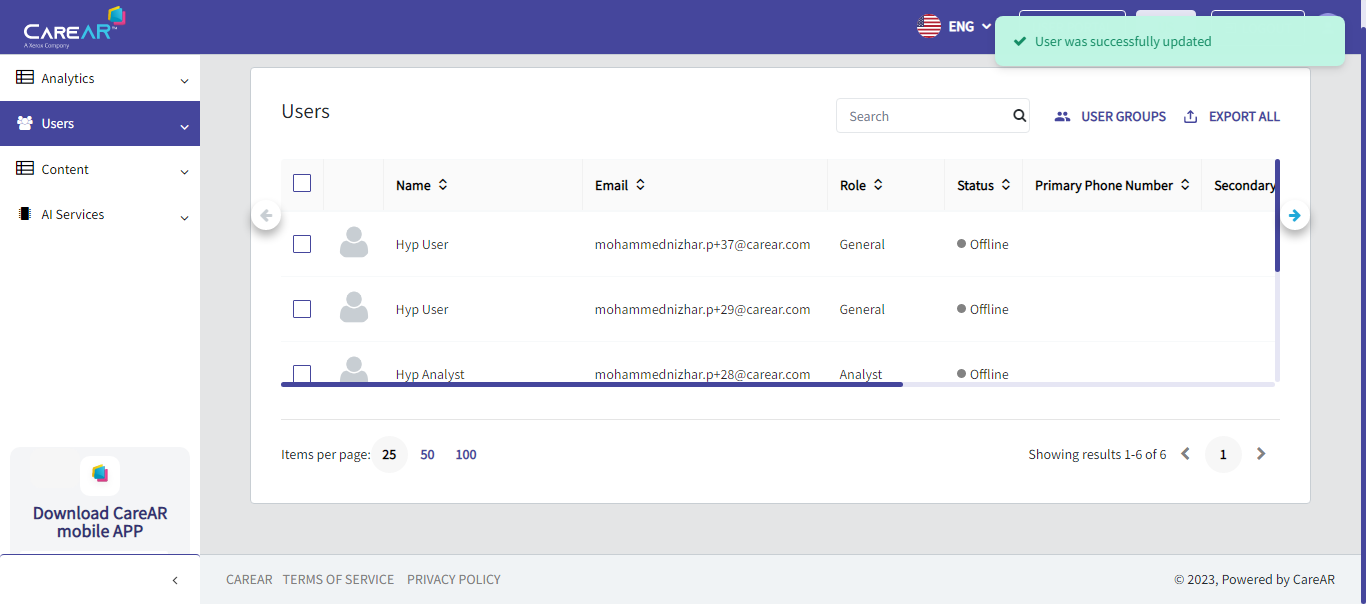 CAREAR™
A Xerox Company
ENG
User was successfully updated
Analytics
Users
Content
AI Services
Download CareAR
mobile APP
Users
Search
USER GROUPS
EXPORT ALL
Name Email Role Status Primary Phone Number Secondary
Hyp User mohammednizhar.p+37@carear.com General Offline
Hyp User mohammednizhar.p+29@carear.com General Offline
Hyp Analyst mohammednizhar.p+28@carear.com Analyst Offline
Items per page: 25 50 100
Showing results 1-6 of 6 1
CAREAR TERMS OF SERVICE PRIVACY POLICY
© 2023, Powered by CareAR